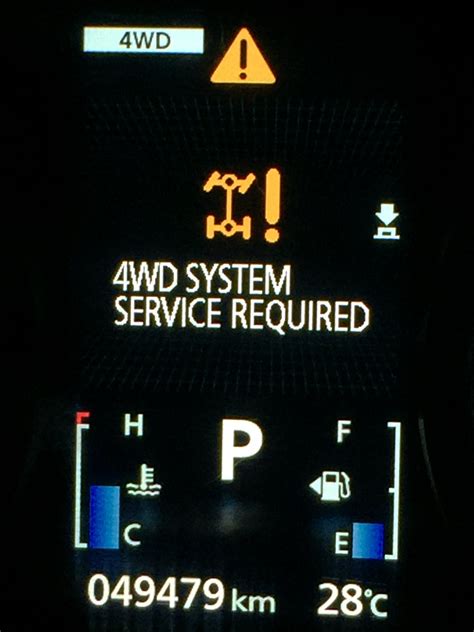 4WD
4WD SYSTEM
SERVICE REQUIRED
H P F
C E
049479 km 28°C